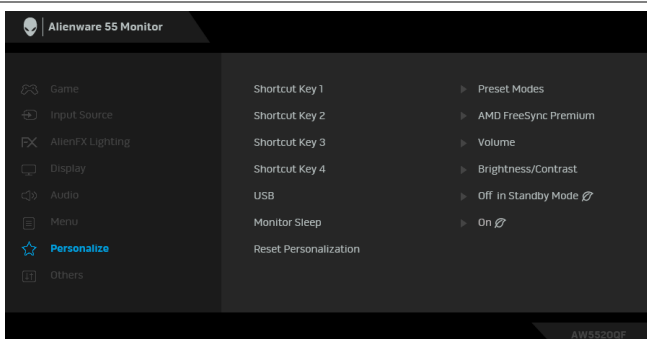 Alienware 55 Monitor
Game
Input Source
AlienFX Lighting
Display
Audio
Menu
Personalize
Others
Shortcut Key 1 Preset Modes
Shortcut Key 2 AMD FreeSync Premium
Shortcut Key 3 Volume
Shortcut Key 4 Brightness/Contrast
USB Off in Standby Mode
Monitor Sleep On
Reset Personalization
AW5520QF